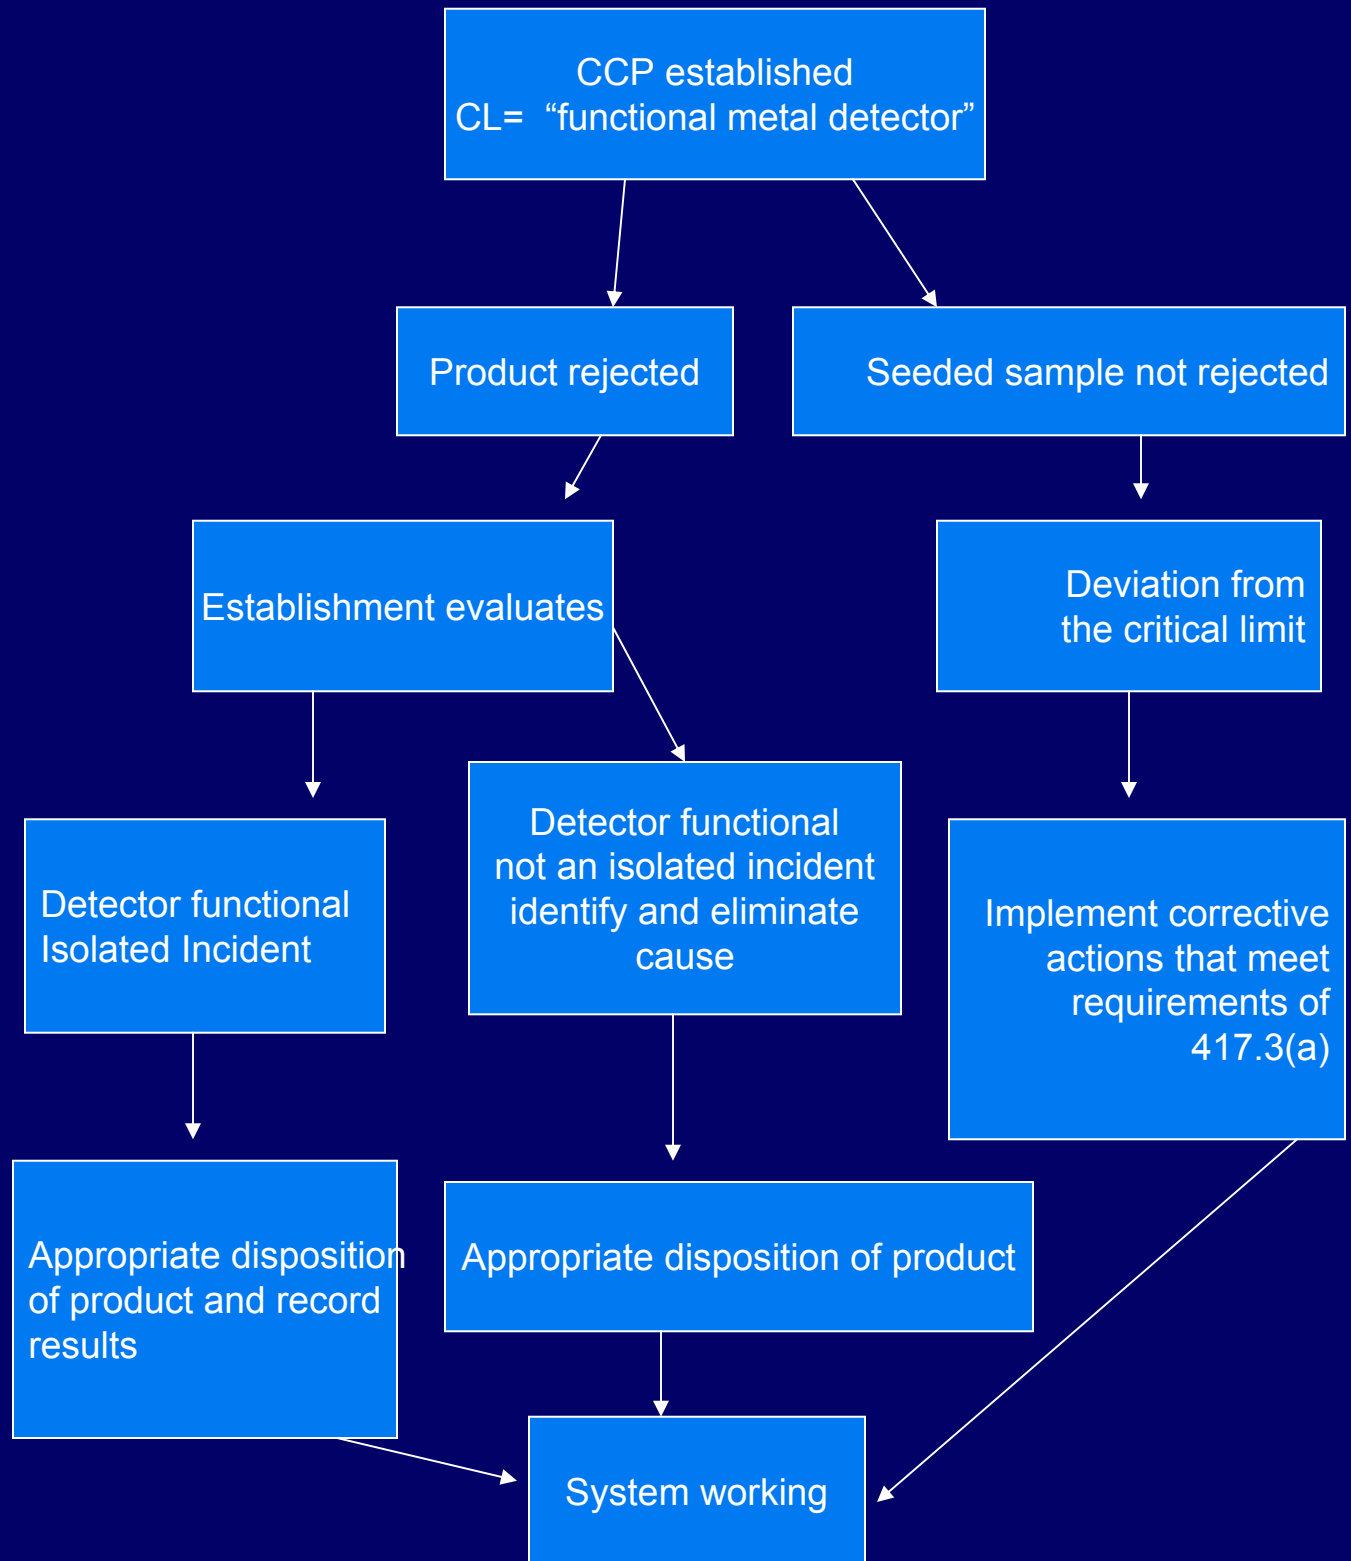 CCP established
CL=  “functional metal detector”
Product rejected
Seeded sample not rejected
Establishment evaluates
Deviation from
the critical limit
Detector functional
Isolated Incident
Detector functional
not an isolated incident
identify and eliminate
cause
Implement corrective
actions that meet
requirements of
417.3(a)
Appropriate disposition
of product and record
results
Appropriate disposition of product
System working